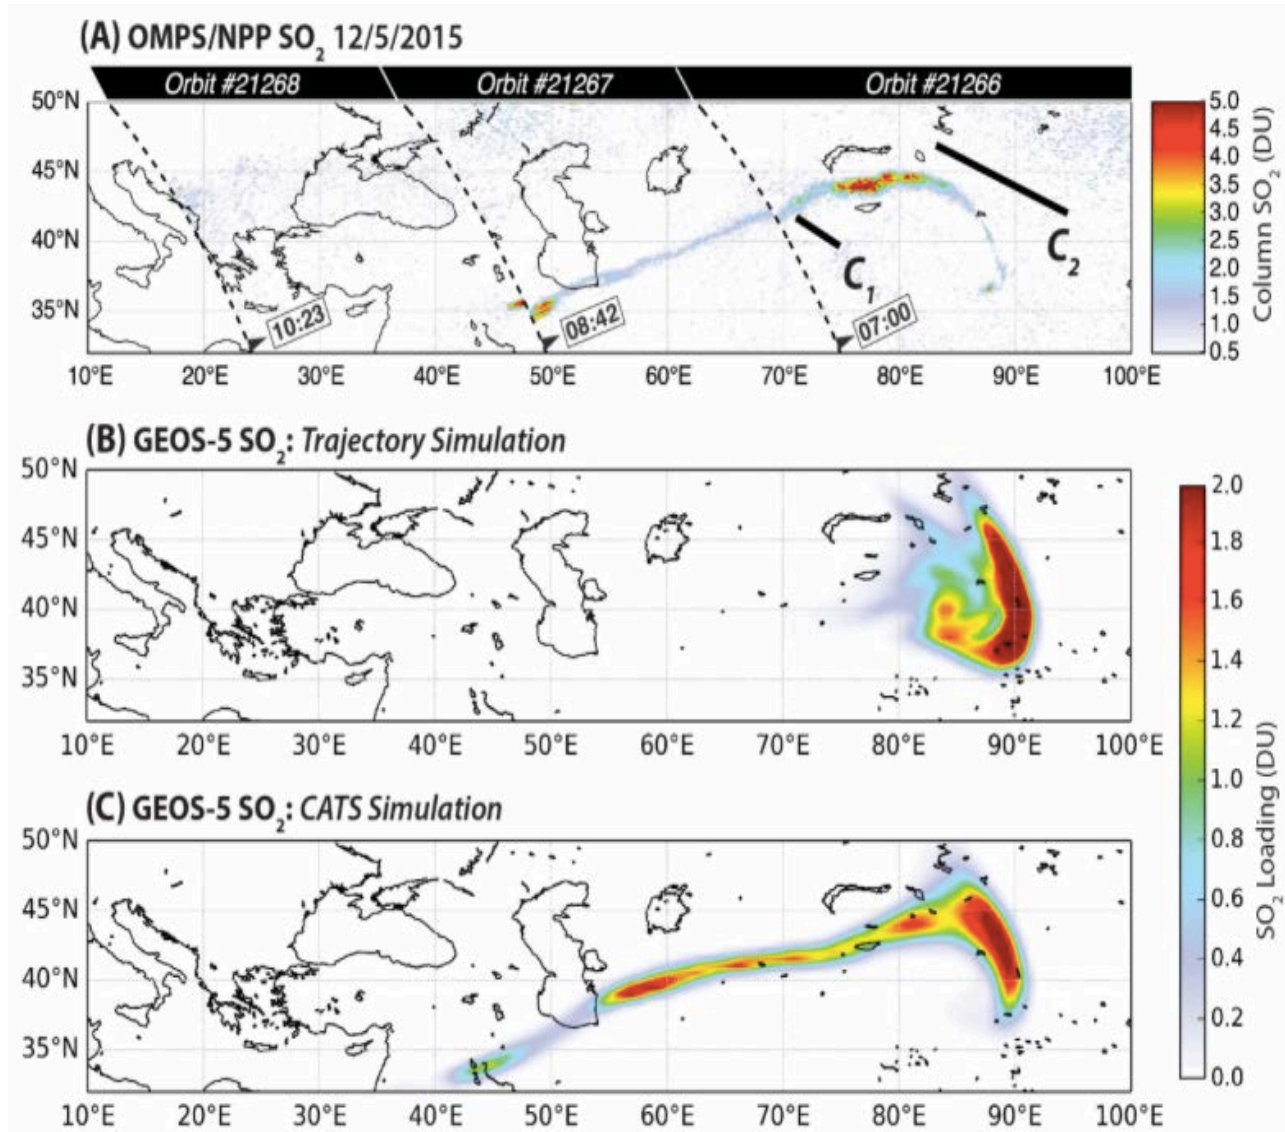 (A) OMPS/NPP SO₂ 12/5/2015
Orbit #21268 Orbit #21267 Orbit #21266
50°N
45°N
40°N
35°N
10°E 20°E 30°E 40°E 50°E 60°E 70°E 80°E 90°E 100°E
10:23
08:42
07:00
C₁
C₂
5.0
4.5
4.0
3.5
3.0
2.5
2.0
1.5
1.0
0.5
Column SO₂ (DU)
(B) GEOS-5 SO₂: Trajectory Simulation
50°N
45°N
40°N
35°N
10°E 20°E 30°E 40°E 50°E 60°E 70°E 80°E 90°E 100°E
(C) GEOS-5 SO₂: CATS Simulation
50°N
45°N
40°N
35°N
10°E 20°E 30°E 40°E 50°E 60°E 70°E 80°E 90°E 100°E
2.0
1.8
1.6
1.4
1.2
1.0
0.8
0.6
0.4
0.2
0.0
SO₂ Loading (DU)